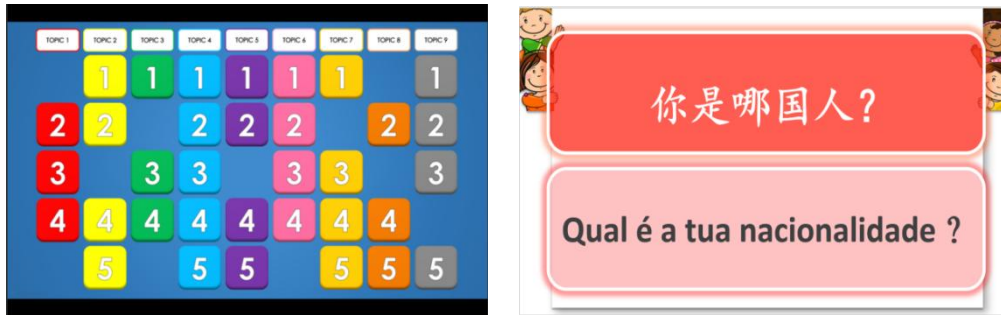 TOPIC 1 TOPIC 2 TOPIC 3 TOPIC 4 TOPIC 5 TOPIC 6 TOPIC 7 TOPIC 8 TOPIC 9
1 1 1 1 1 1 1
2 2 2 2 2 2 2
3 3 3 3 3 3
4 4 4 4 4 4 4 4
5 5 5 5 5 5
你是哪国人?
Qual é a tua nacionalidade ?